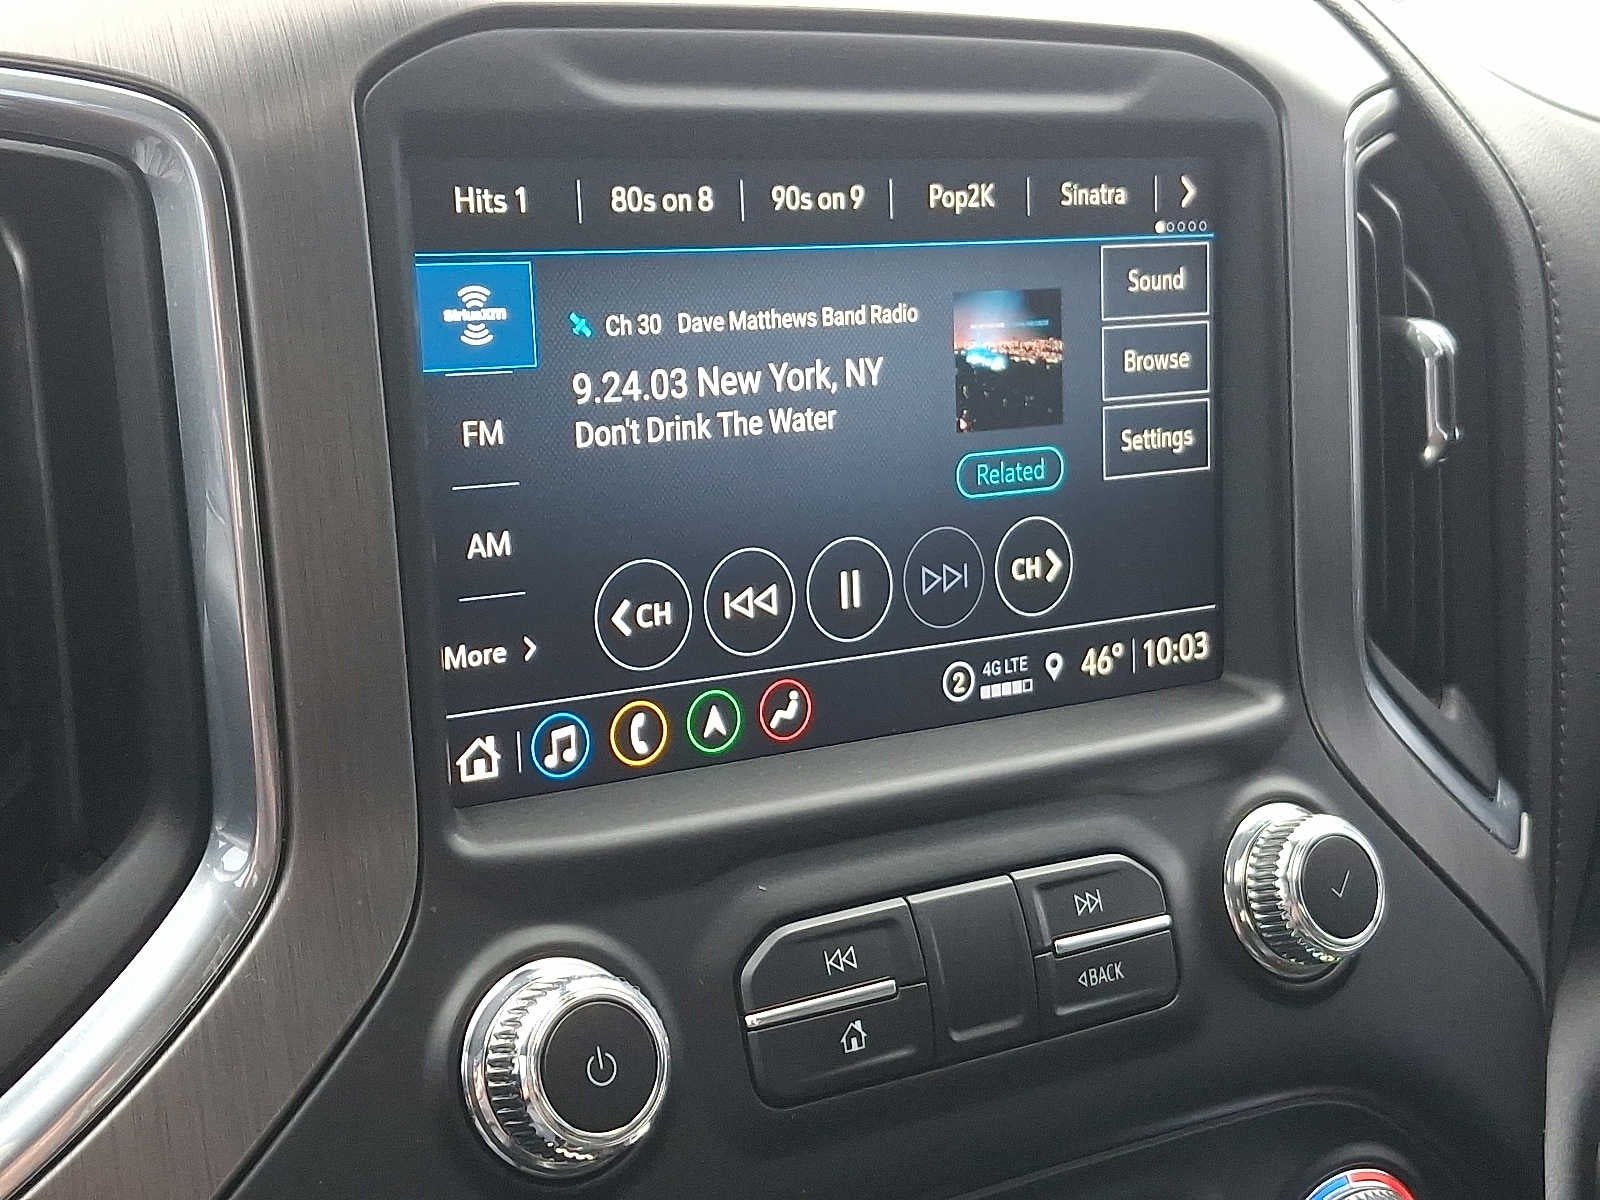 Hits 1 | 80s on 8 | 90s on 9 | Pop2K | Sinatra
SiriusXM
Ch 30 Dave Matthews Band Radio
9.24.03 New York, NY
Don't Drink The Water
Related
Sound
Browse
Settings
FM
AM
More
CH
CH
2 4G LTE 46° 10:03
BACK